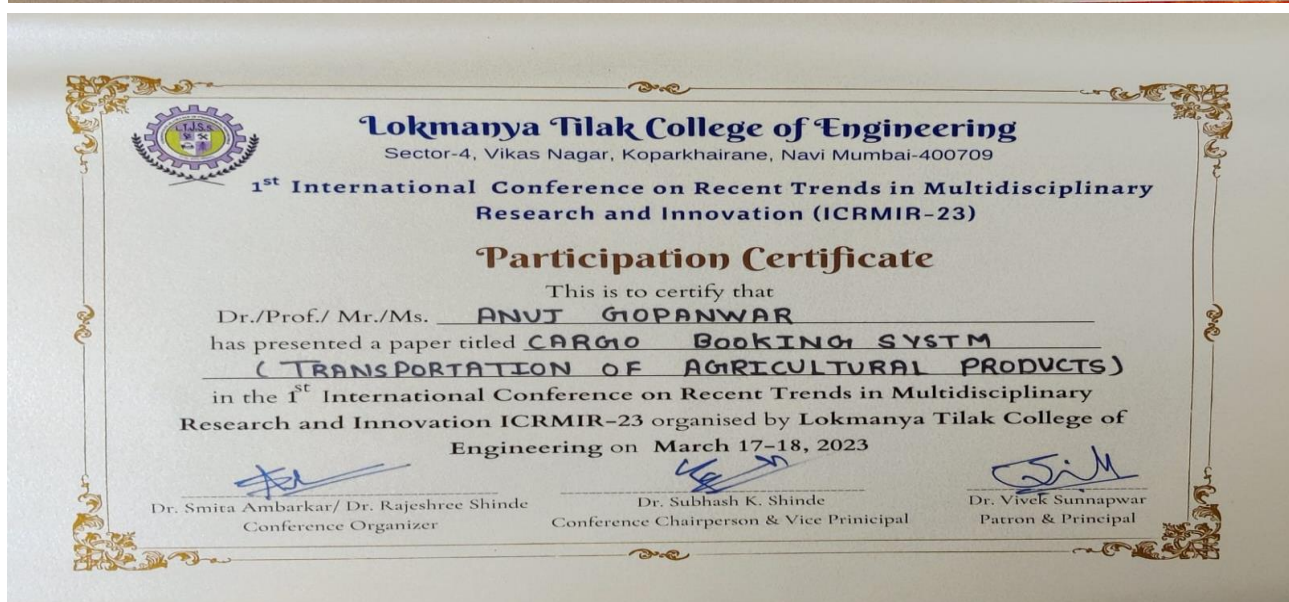 L.T.J.S.S
Lokmanya Tilak College of Engineering
Sector-4, Vikas Nagar, Koparkhairane, Navi Mumbai-400709
1st International Conference on Recent Trends in Multidisciplinary
Research and Innovation (ICRMIR-23)
Participation Certificate
This is to certify that
Dr./Prof./ Mr./Ms. ANUJ GOPANWAR
has presented a paper titled CARGO BOOKING SYSTM
( TRANSPORTATION OF AGRICULTURAL PRODUCTS)
in the 1st International Conference on Recent Trends in Multidisciplinary
Research and Innovation ICRMIR-23 organised by Lokmanya Tilak College of
Engineering on March 17-18, 2023
Dr. Smita Ambarkar/ Dr. Rajeshree Shinde Dr. Subhash K. Shinde Dr. Vivek Sunnapwar
Conference Organizer Conference Chairperson & Vice Prinicipal Patron & Principal